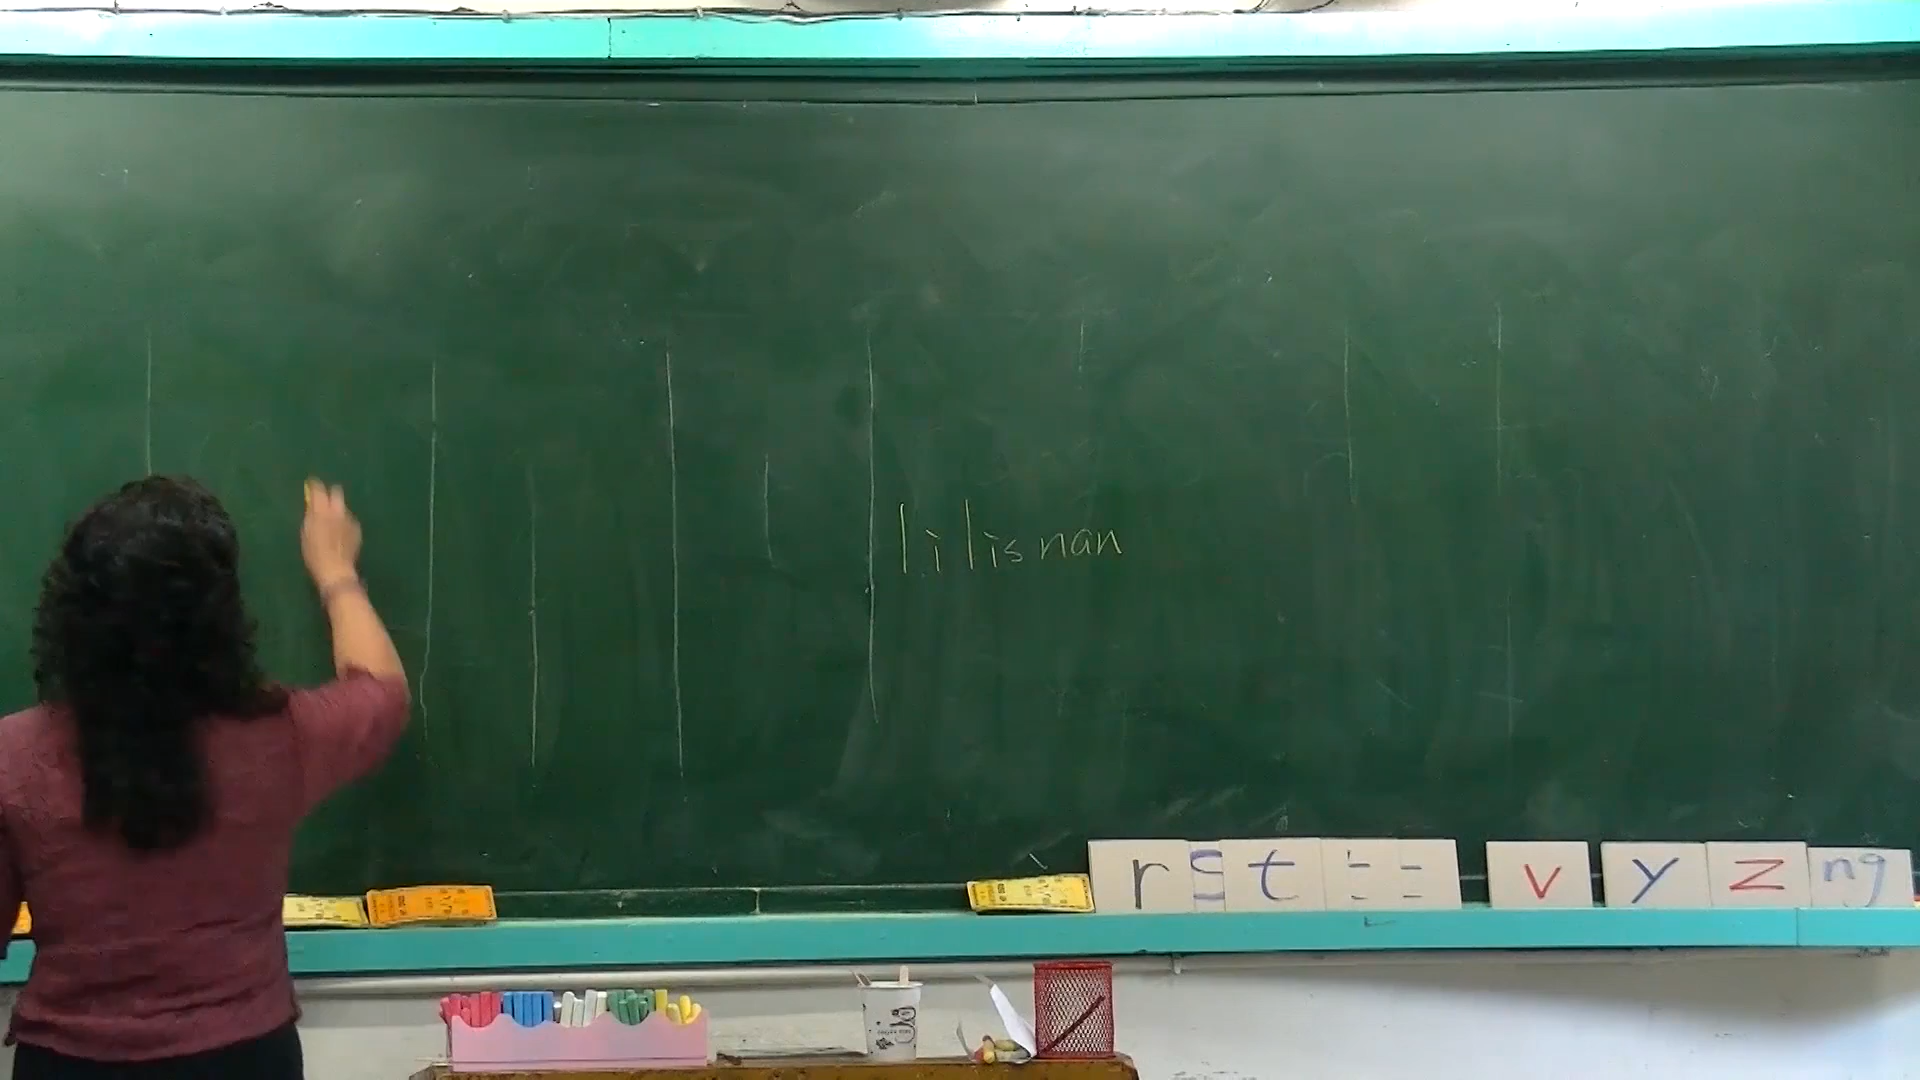 lilisnan
r s t v y z ng